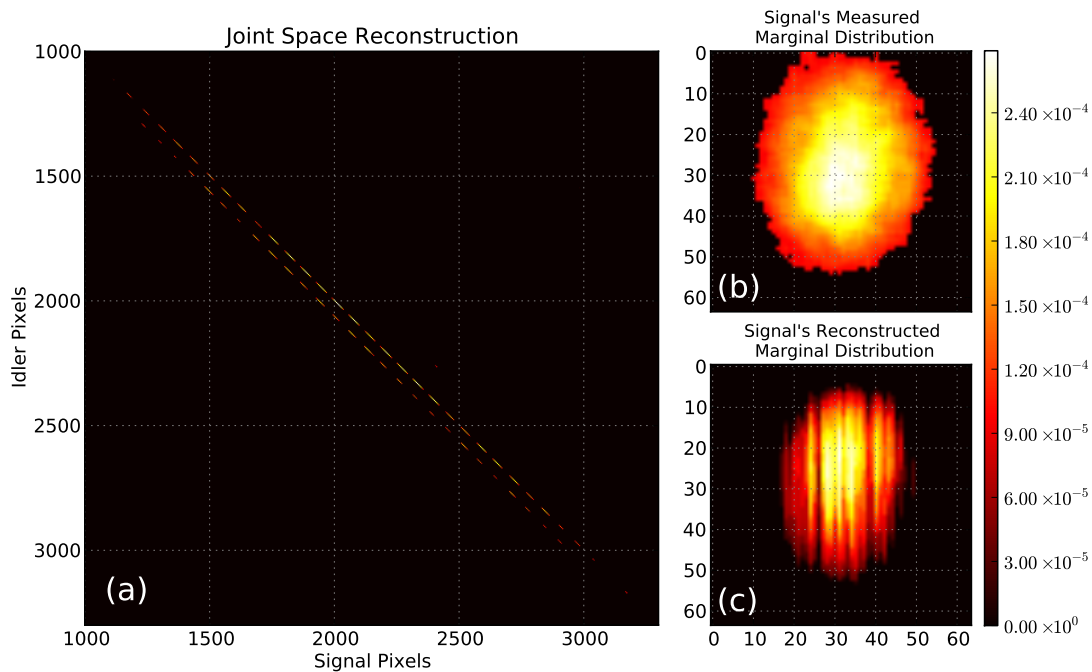 Joint Space Reconstruction
1000
1500
2000
2500
3000
Idler Pixels
(a)
1000 1500 2000 2500 3000
Signal Pixels
Signal's Measured
Marginal Distribution
0
10
20
30
40
50
60
(b)
Signal's Reconstructed
Marginal Distribution
0
10
20
30
40
50
60
(c)
0 10 20 30 40 50 60
2.40 ×10⁻⁴
2.10 ×10⁻⁴
1.80 ×10⁻⁴
1.50 ×10⁻⁴
1.20 ×10⁻⁴
9.00 ×10⁻⁵
6.00 ×10⁻⁵
3.00 ×10⁻⁵
0.00 ×10⁰